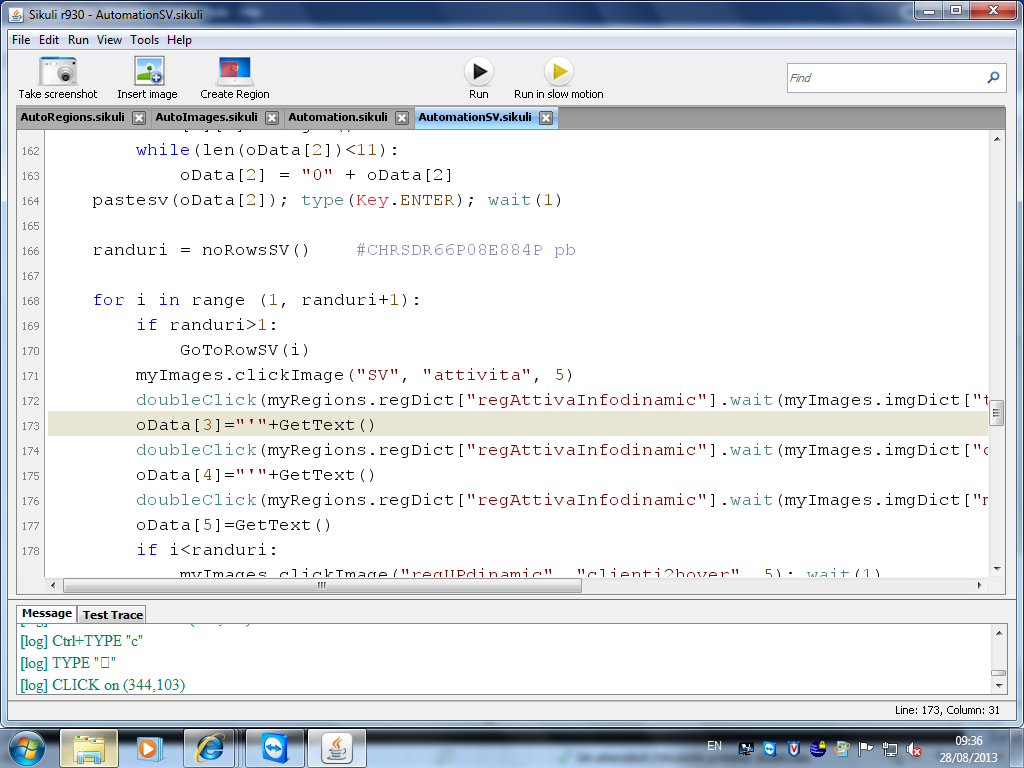 Sikuli r930 - AutomationSV.sikuli
File Edit Run View Tools Help
Take screenshot Insert image Create Region Run Run in slow motion Find
AutoRegions.sikuli AutoImages.sikuli Automation.sikuli AutomationSV.sikuli
162 while(len(oData[2])<11):
163 oData[2] = "0" + oData[2]
164 pastesv(oData[2]); type(Key.ENTER); wait(1)
165
166 randuri = noRowsSV() #CHRSDR66P08E884P pb
167
168 for i in range (1, randuri+1):
169 if randuri>1:
170 GoToRowSV(i)
171 myImages.clickImage("SV", "attivita", 5)
172 doubleClick(myRegions.regDict["regAttivaInfodinamic"].wait(myImages.imgDict["t
173 oData[3]="'"+GetText()
174 doubleClick(myRegions.regDict["regAttivaInfodinamic"].wait(myImages.imgDict["
175 oData[4]="'"+GetText()
176 doubleClick(myRegions.regDict["regAttivaInfodinamic"].wait(myImages.imgDict["
177 oData[5]=GetText()
178 if i<randuri:
myImages.clickImage("regUPdinamic", "clienti2hover", 5); wait(1)
Message Test Trace
[log] Ctrl+TYPE "c"
[log] TYPE "□"
[log] CLICK on (344,103)
Line: 173, Column: 31
EN 09:36
28/08/2013